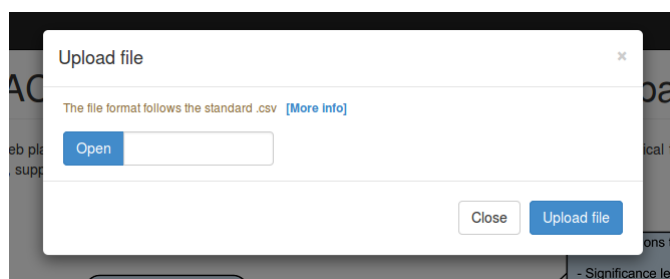 Upload file
×
The file format follows the standard .csv [More info]
Open
Close Upload file
- Significance le